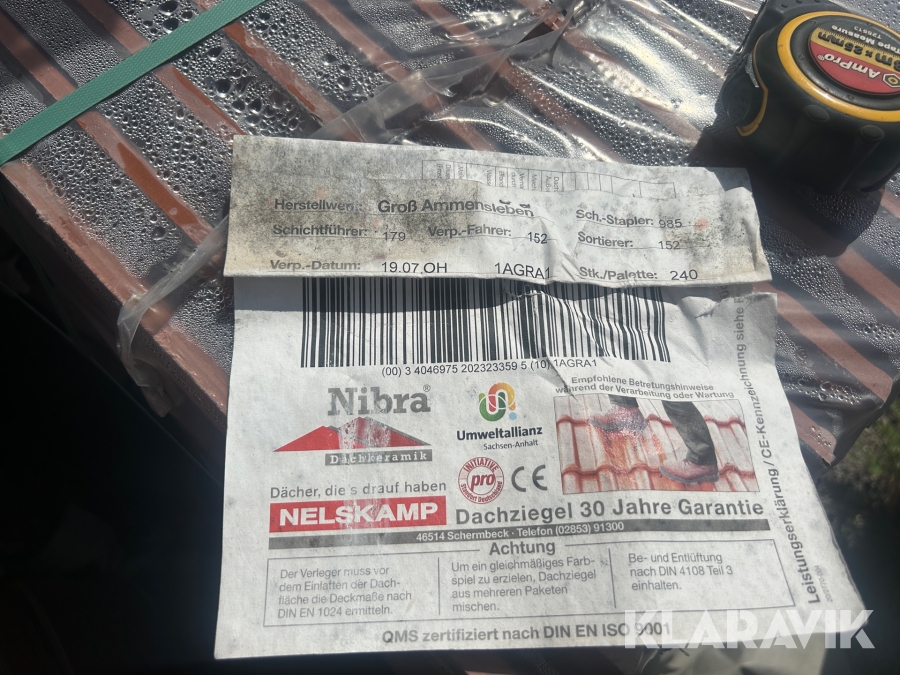 AmPro
Tape Measure
Herstellwerk: Groß Ammensleben Sch.-Stapler: 985
Schichtführer: 179 Verp.-Fahrer: 152 Sortierer: 152
Verp.-Datum: 19.07.OH 1AGRA1 Stk./Palette: 240
(00) 3 4046975 202323359 5 (10) 1AGRA1
Nibra®
Dachkeramik
Umweltallianz
Sachsen-Anhalt
Empfohlene Betretungshinweise
während der Verarbeitung oder Wartung
INITIATIVE
pro
CE
Dächer, die's drauf haben
NELSKAMP
Dachziegel 30 Jahre Garantie
46514 Schermbeck · Telefon (02853) 91300
Achtung
Der Verleger muss vor
dem Einlatten der Dach-
fläche die Deckmaße nach
DIN EN 1024 ermitteln.
Um ein gleichmäßiges Farb-
spiel zu erzielen, Dachziegel
aus mehreren Paketen
mischen.
Be- und Entlüftung
nach DIN 4108 Teil 3
einhalten.
QMS zertifiziert nach DIN EN ISO 9001
Leistungserklärung / CE-Kennzeichnung siehe
KLARAVIK